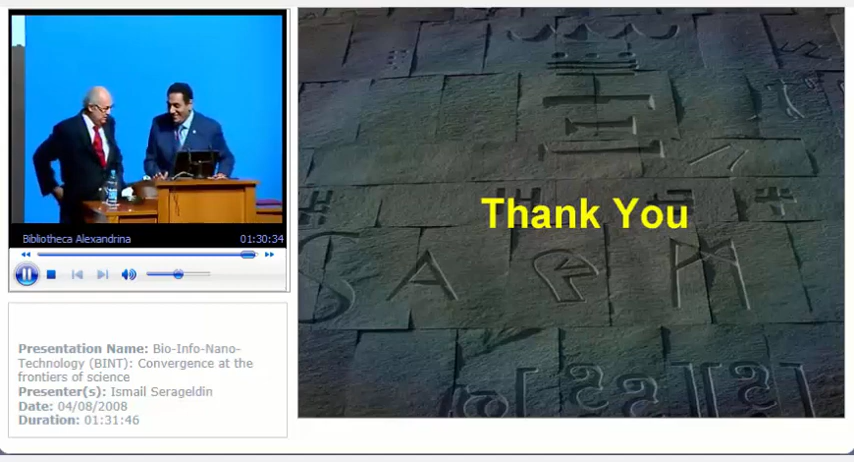 Bibliotheca Alexandrina
01:30:34
Presentation Name: Bio-Info-Nano-
Technology (BINT): Convergence at the
frontiers of science
Presenter(s): Ismail Serageldin
Date: 04/08/2008
Duration: 01:31:46
Thank You